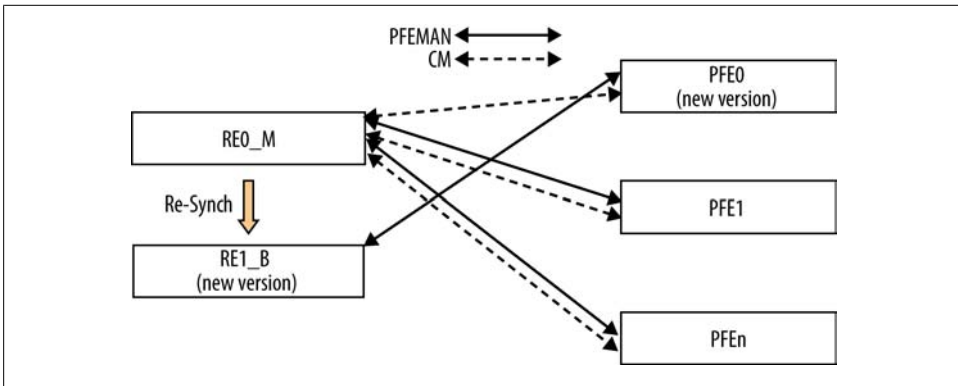 PFEMAN
CM
PFE0
(new version)
RE0_M
PFE1
Re-Synch
RE1_B
(new version)
PFEn